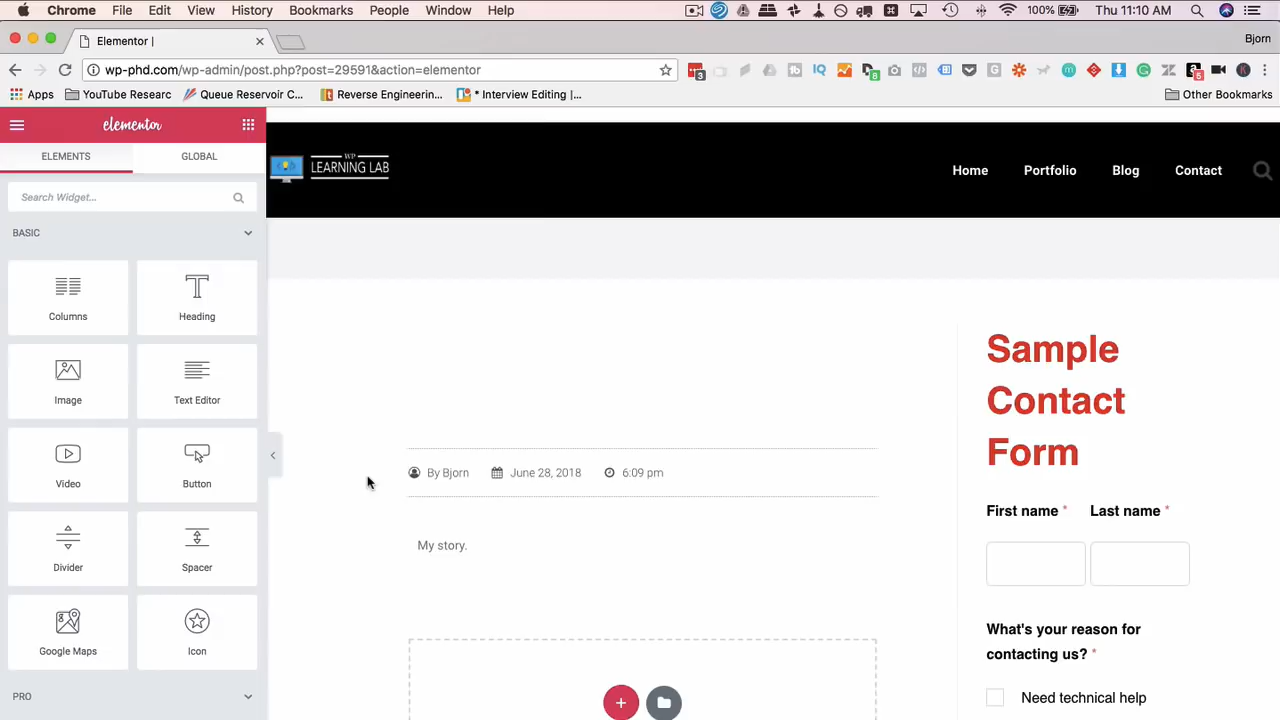 Chrome File Edit View History Bookmarks People Window Help 100% Thu 11:10 AM
Elementor | Bjorn
wp-phd.com/wp-admin/post.php?post=29591&action=elementor
Apps YouTube Researc Queue Reservoir C... Reverse Engineerin... * Interview Editing |... Other Bookmarks
elementor
ELEMENTS GLOBAL
Search Widget...
BASIC
Columns Heading
Image Text Editor
Video Button
Divider Spacer
Google Maps Icon
PRO
WP
LEARNING LAB
Home Portfolio Blog Contact
By Bjorn June 28, 2018 6:09 pm
My story.
Sample
Contact
Form
First name * Last name *
What's your reason for
contacting us? *
Need technical help